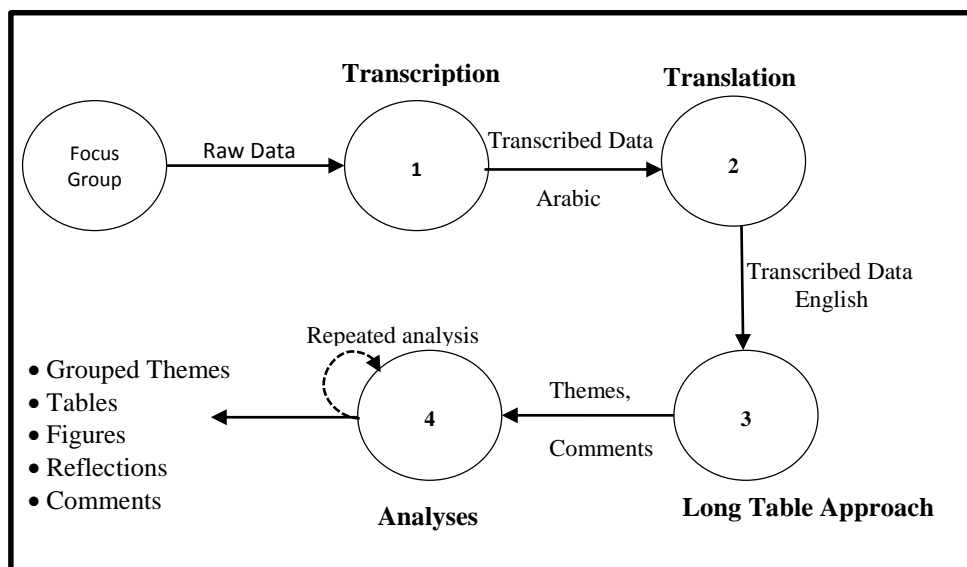 Transcription
Translation
Focus
Group
Raw Data
1
Transcribed Data
Arabic
2
Transcribed Data
English
Repeated analysis
• Grouped Themes
• Tables
• Figures
• Reflections
• Comments
4
Themes,
Comments
3
Analyses
Long Table Approach